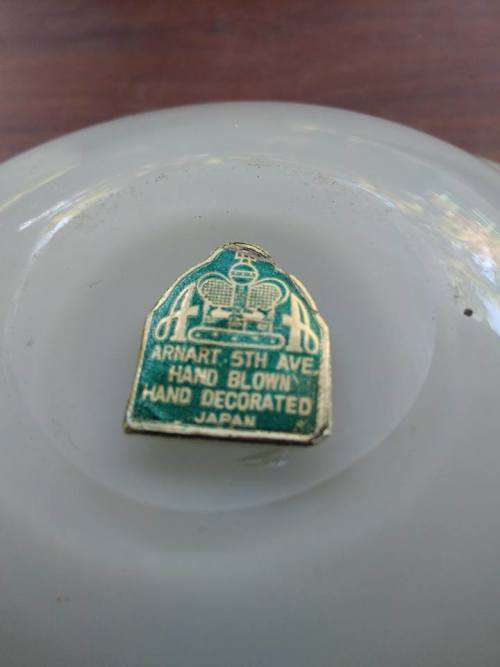 A A
ARNART 5TH AVE
HAND BLOWN
HAND DECORATED
JAPAN